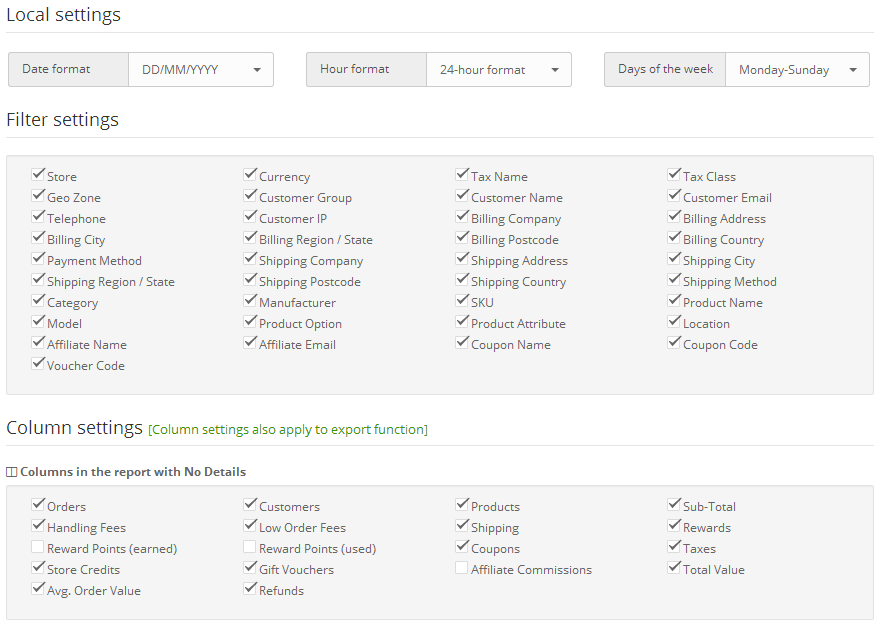 Local settings
Date format DD/MM/YYYY Hour format 24-hour format Days of the week Monday-Sunday
Filter settings
Store Currency Tax Name Tax Class
Geo Zone Customer Group Customer Name Customer Email
Telephone Customer IP Billing Company Billing Address
Billing City Billing Region / State Billing Postcode Billing Country
Payment Method Shipping Company Shipping Address Shipping City
Shipping Region / State Shipping Postcode Shipping Country Shipping Method
Category Manufacturer SKU Product Name
Model Product Option Product Attribute Location
Affiliate Name Affiliate Email Coupon Name Coupon Code
Voucher Code
Column settings [Column settings also apply to export function]
Columns in the report with No Details
Orders Customers Products Sub-Total
Handling Fees Low Order Fees Shipping Rewards
Reward Points (earned) Reward Points (used) Coupons Taxes
Store Credits Gift Vouchers Affiliate Commissions Total Value
Avg. Order Value Refunds